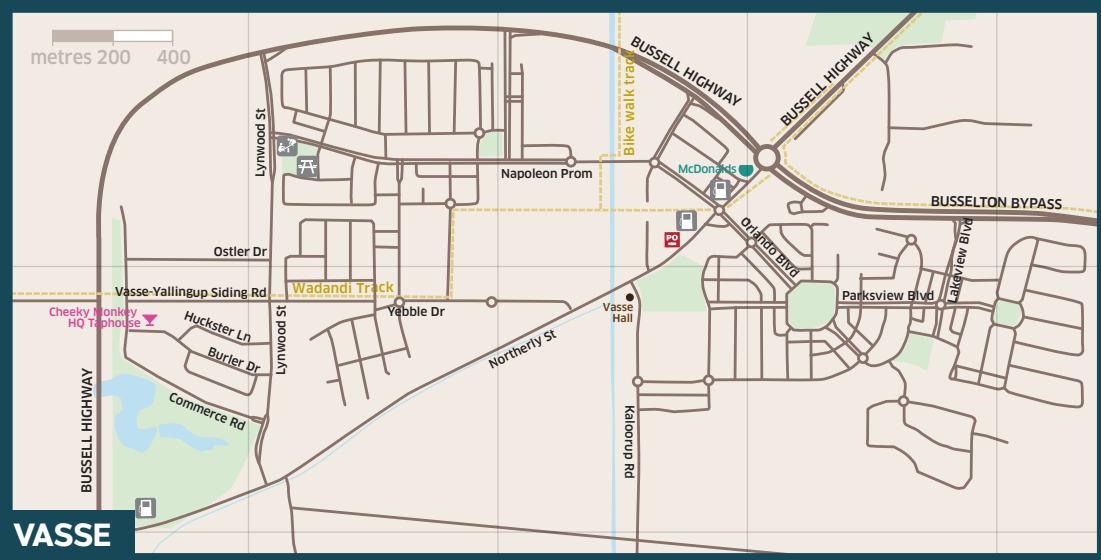 metres 200 400
BUSSELL HIGHWAY
BUSSELL HIGHWAY
Bike walk track
Lynwood St
Napoleon Prom
McDonalds
BUSSELTON BYPASS
PO
Orlando Blvd
Lakeview Blvd
Ostler Dr
Vasse-Yallingup Siding Rd
Wadandi Track
Parksview Blvd
Cheeky Monkey
HQ Taphouse
Huckster Ln
Yebble Dr
Vasse
Hall
Lynwood St
Burler Dr
Northerly St
Commerce Rd
BUSSELL HIGHWAY
Kaloorup Rd
VASSE